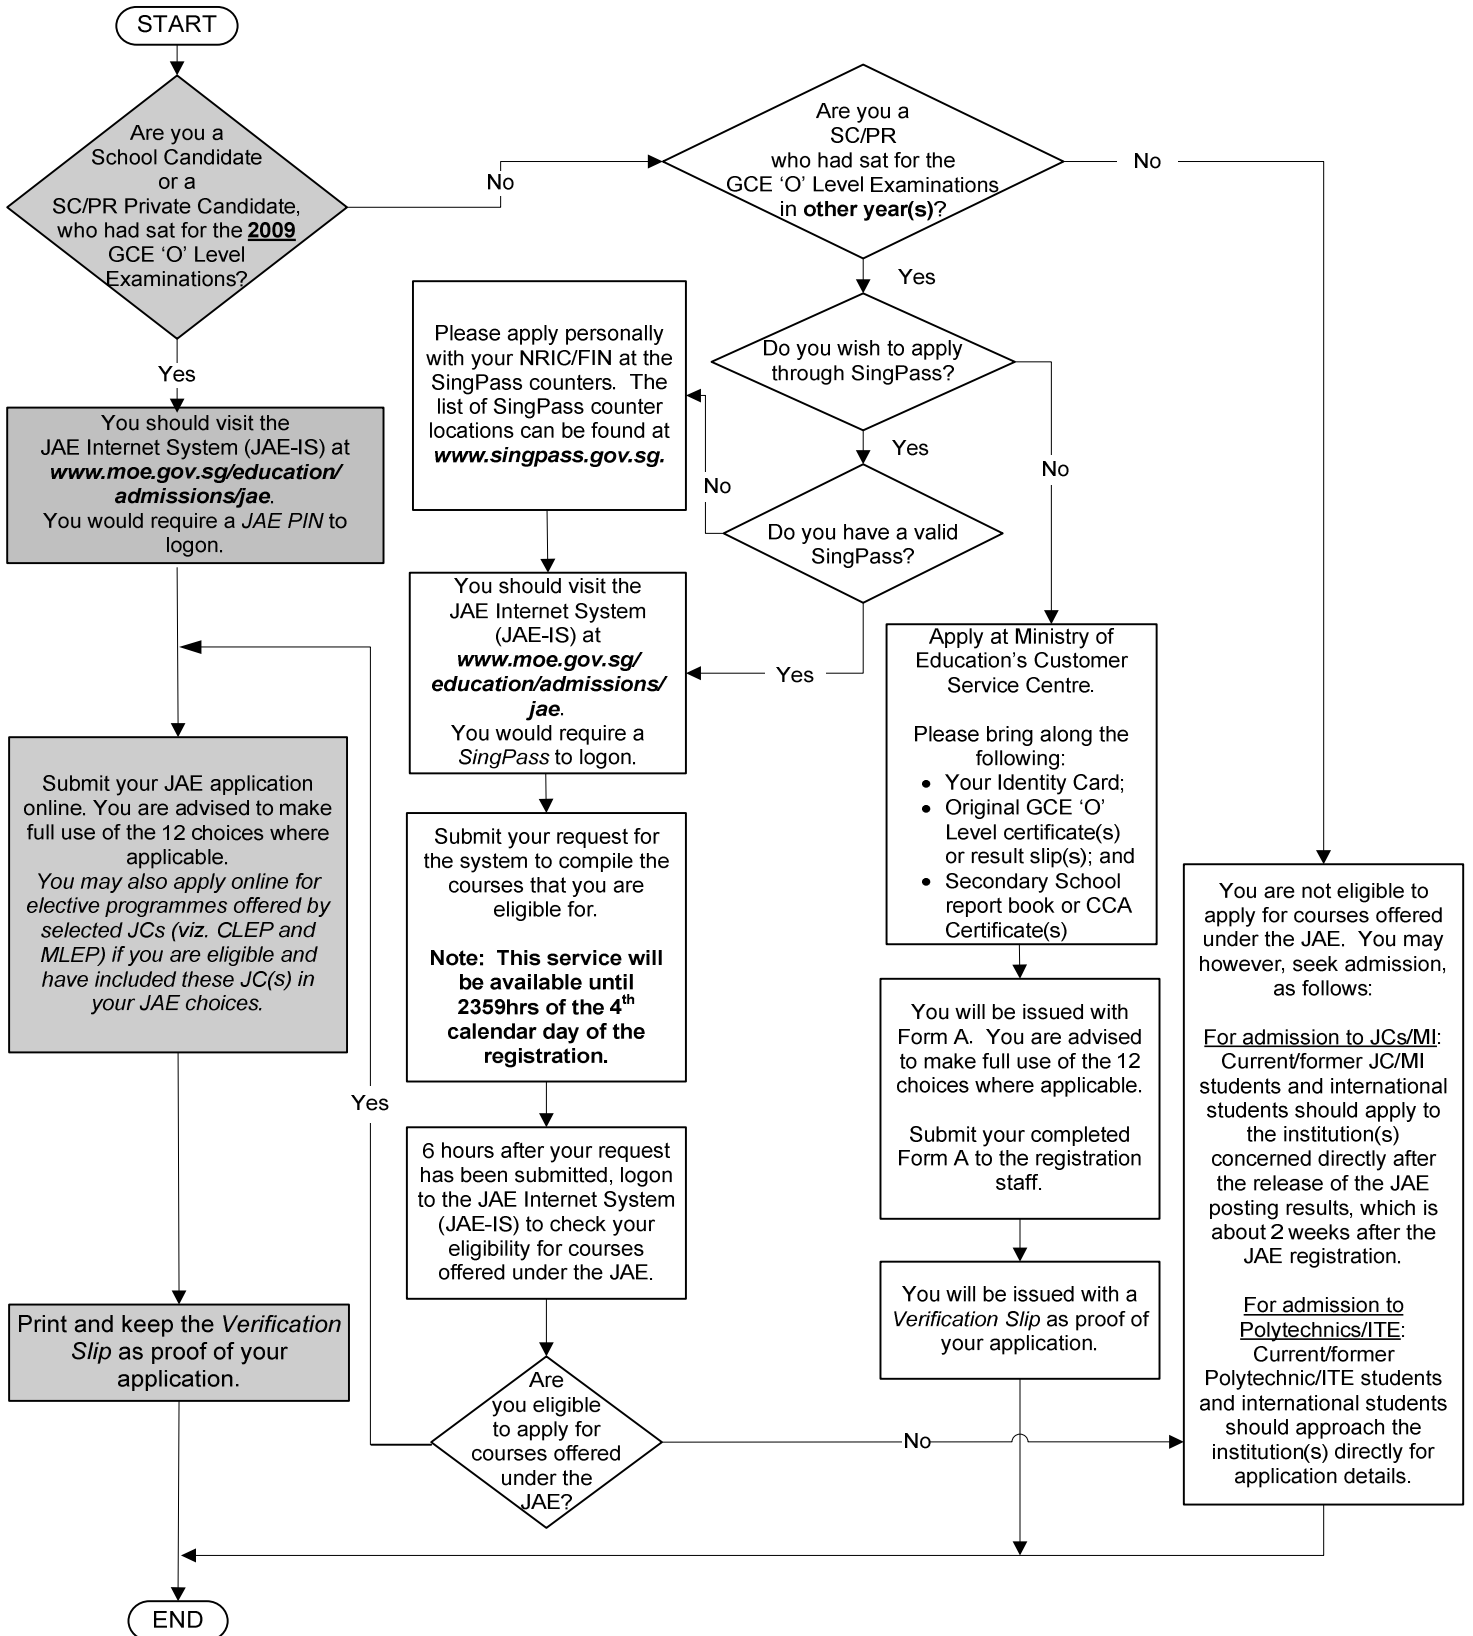 START
Are you a
School Candidate
or a
SC/PR Private Candidate,
who had sat for the 2009
GCE ‘O’ Level
Examinations?
No
Yes
You should visit the
JAE Internet System (JAE-IS) at
www.moe.gov.sg/education/
admissions/jae.
You would require a JAE PIN to
logon.
Submit your JAE application
online. You are advised to make
full use of the 12 choices where
applicable.
You may also apply online for
elective programmes offered by
selected JCs (viz. CLEP and
MLEP) if you are eligible and
have included these JC(s) in
your JAE choices.
Print and keep the Verification
Slip as proof of your
application.
END
Are you a
SC/PR
who had sat for the
GCE ‘O’ Level Examinations
in other year(s)?
No
Yes
Do you wish to apply
through SingPass?
Yes
No
Do you have a valid
SingPass?
No
Yes
Please apply personally
with your NRIC/FIN at the
SingPass counters. The
list of SingPass counter
locations can be found at
www.singpass.gov.sg.
You should visit the
JAE Internet System
(JAE-IS) at
www.moe.gov.sg/
education/admissions/
jae.
You would require a
SingPass to logon.
Submit your request for
the system to compile the
courses that you are
eligible for.
Note: This service will
be available until
2359hrs of the 4th
calendar day of the
registration.
6 hours after your request
has been submitted, logon
to the JAE Internet System
(JAE-IS) to check your
eligibility for courses
offered under the JAE.
Are
you eligible
to apply for
courses offered
under the
JAE?
Yes
No
Apply at Ministry of
Education’s Customer
Service Centre.
Please bring along the
following:
• Your Identity Card;
• Original GCE ‘O’
Level certificate(s)
or result slip(s); and
• Secondary School
report book or CCA
Certificate(s)
You will be issued with
Form A. You are advised
to make full use of the 12
choices where applicable.
Submit your completed
Form A to the registration
staff.
You will be issued with a
Verification Slip as proof of
your application.
You are not eligible to
apply for courses offered
under the JAE. You may
however, seek admission,
as follows:
For admission to JCs/MI:
Current/former JC/MI
students and international
students should apply to
the institution(s)
concerned directly after
the release of the JAE
posting results, which is
about 2 weeks after the
JAE registration.
For admission to
Polytechnics/ITE:
Current/former
Polytechnic/ITE students
and international students
should approach the
institution(s) directly for
application details.